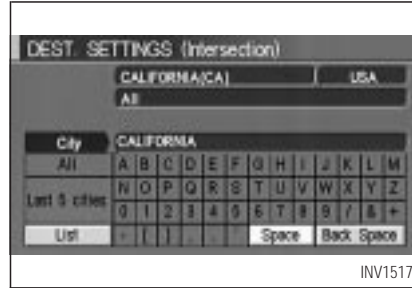 DEST. SETTINGS (Intersection)
CALIFORNIA(CA) USA
All
City CALIFORNIA
All A B C D E F G H I J K L M
Last 5 cities N O P Q R S T U V W X Y Z
0 1 2 3 4 5 6 7 8 9 / & +
List - ( ) . , ' Space Back Space
INV1517